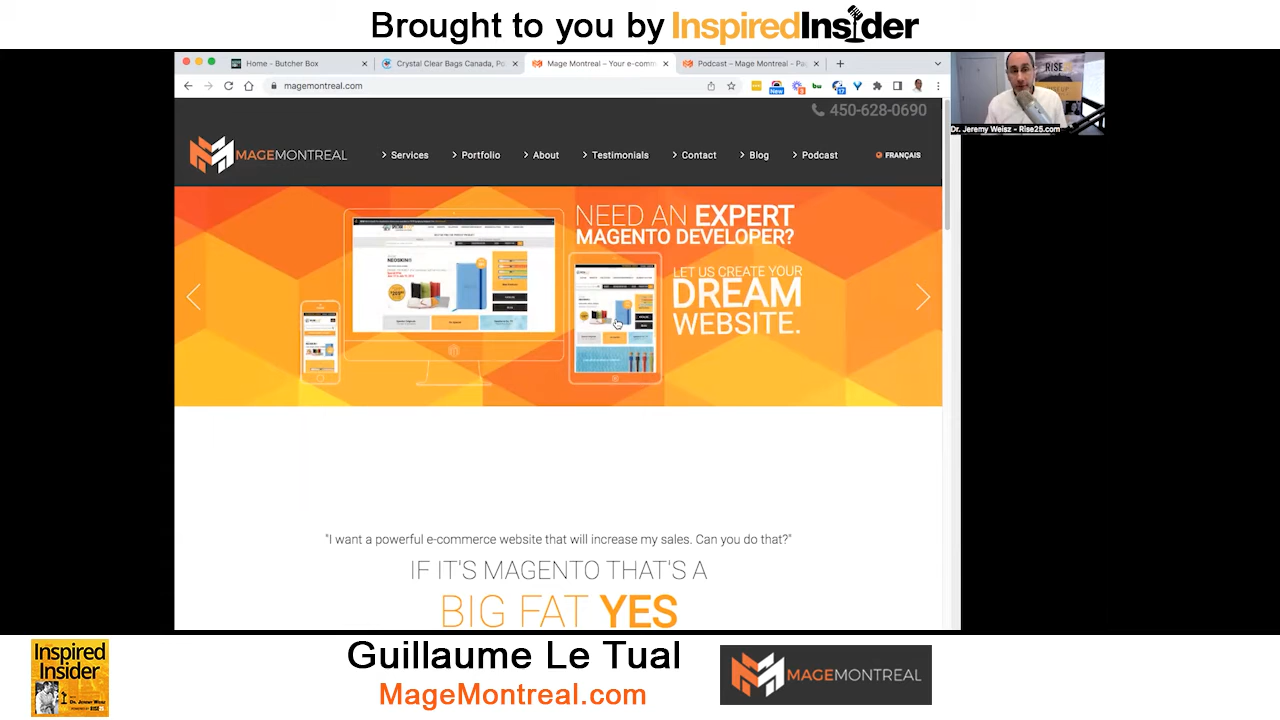 Brought to you by InspiredInsider
Home - Butcher Box
Crystal Clear Bags Canada, Po
Mage Montreal – Your e-comm
Podcast – Mage Montreal - Pa
magemontreal.com
New
450-628-0690
MAGEMONTREAL
Services
Portfolio
About
Testimonials
Contact
Blog
Podcast
FRANÇAIS
RISE
Dr. Jeremy Weisz - Rise25.com
NEED AN EXPERT
MAGENTO DEVELOPER?
LET US CREATE YOUR
DREAM
WEBSITE.
"I want a powerful e-commerce website that will increase my sales. Can you do that?"
IF IT'S MAGENTO THAT'S A
BIG FAT YES
Inspired
Insider
Guillaume Le Tual
MageMontreal.com
MAGEMONTREAL